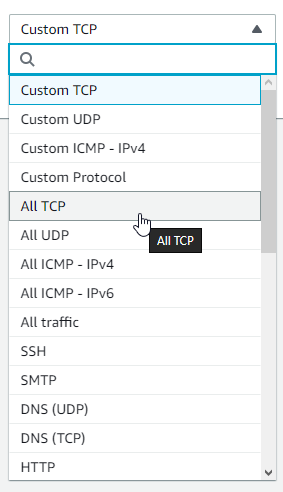 Custom TCP
Custom TCP
Custom UDP
Custom ICMP - IPv4
Custom Protocol
All TCP
All TCP
All UDP
All ICMP - IPv4
All ICMP - IPv6
All traffic
SSH
SMTP
DNS (UDP)
DNS (TCP)
HTTP